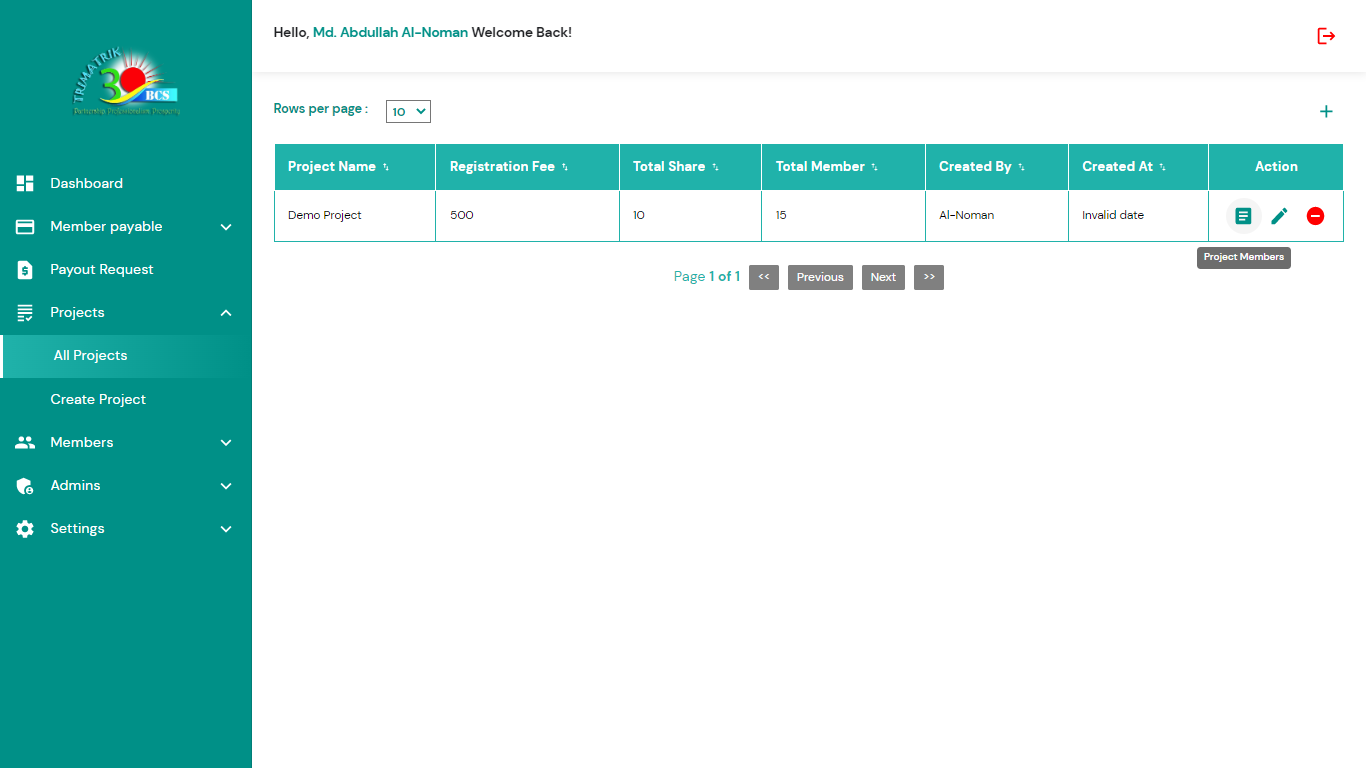 Hello, Md. Abdullah Al-Noman Welcome Back!
TRIMATRIK
30
BCS
Dashboard
Member payable
Payout Request
Projects
All Projects
Create Project
Members
Admins
Settings
Rows per page :
10
Project Name Registration Fee Total Share Total Member Created By Created At Action
Demo Project 500 10 15 Al-Noman Invalid date
Project Members
Page 1 of 1 << Previous Next >>